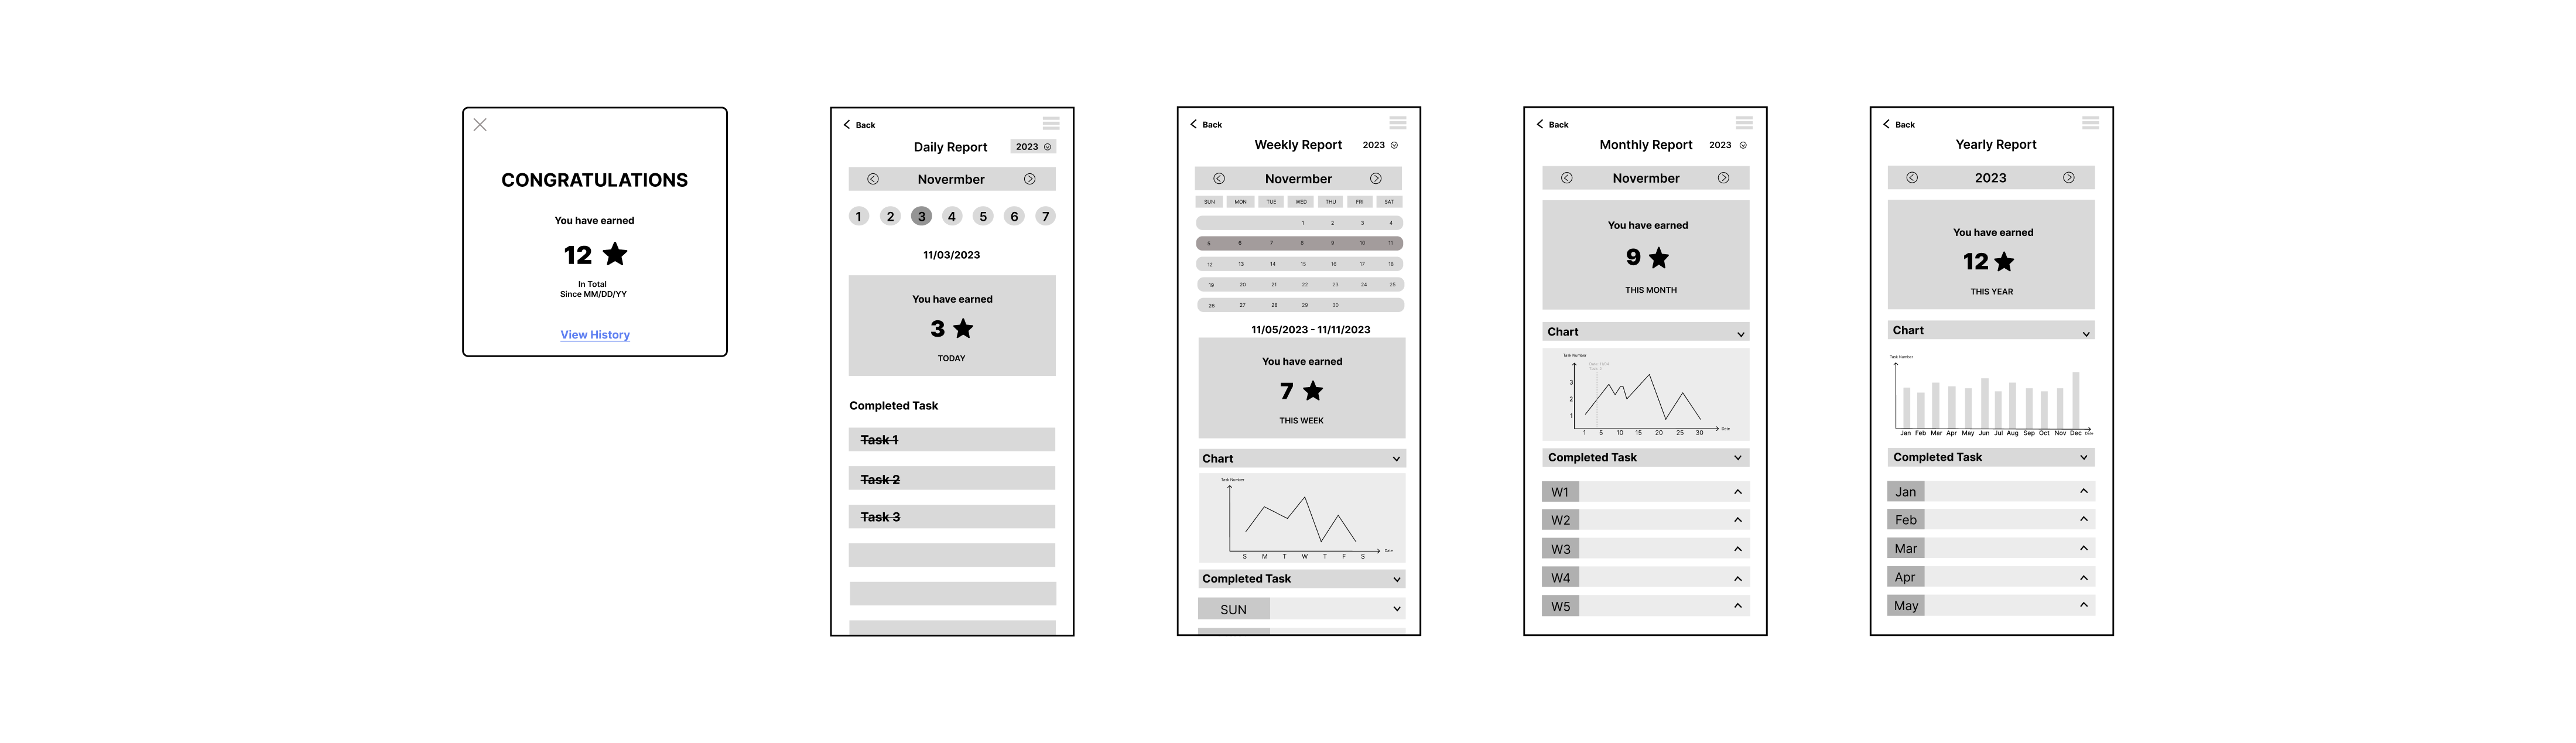 CONGRATULATIONS
You have earned
12
In Total
Since MM/DD/YY
View History
Back
Daily Report 2023
Novermber
1 2 3 4 5 6 7
11/03/2023
You have earned
3
TODAY
Completed Task
Task 1
Task 2
Task 3
Back
Weekly Report 2023
Novermber
SUN MON TUE WED THU FRI SAT
1 2 3 4
5 6 7 8 9 10 11
12 13 14 15 16 17 18
19 20 21 22 23 24 25
26 27 28 29 30
11/05/2023 - 11/11/2023
You have earned
7
THIS WEEK
Chart
Task Number
Date
S M T W T F S
Completed Task
SUN
Back
Monthly Report 2023
Novermber
You have earned
9
THIS MONTH
Chart
Task Number
3
2
1
Date
1 5 10 15 20 25 30
Completed Task
W1
W2
W3
W4
W5
Back
Yearly Report
2023
You have earned
12
THIS YEAR
Chart
Task Number
Jan Feb Mar Apr May Jun Jul Aug Sep Oct Nov Dec Date
Completed Task
Jan
Feb
Mar
Apr
May